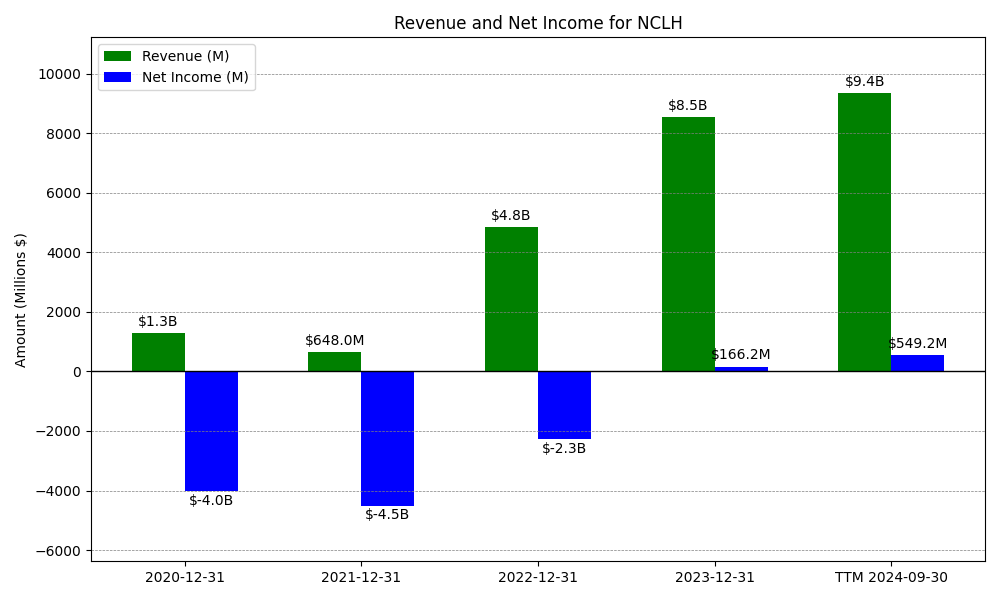 Revenue and Net Income for NCLH
Revenue (M)
Net Income (M)
Amount (Millions $)
10000
8000
6000
4000
2000
0
−2000
−4000
−6000
$1.3B
$648.0M
$4.8B
$8.5B
$9.4B
$-4.0B
$-4.5B
$-2.3B
$166.2M
$549.2M
2020-12-31
2021-12-31
2022-12-31
2023-12-31
TTM 2024-09-30